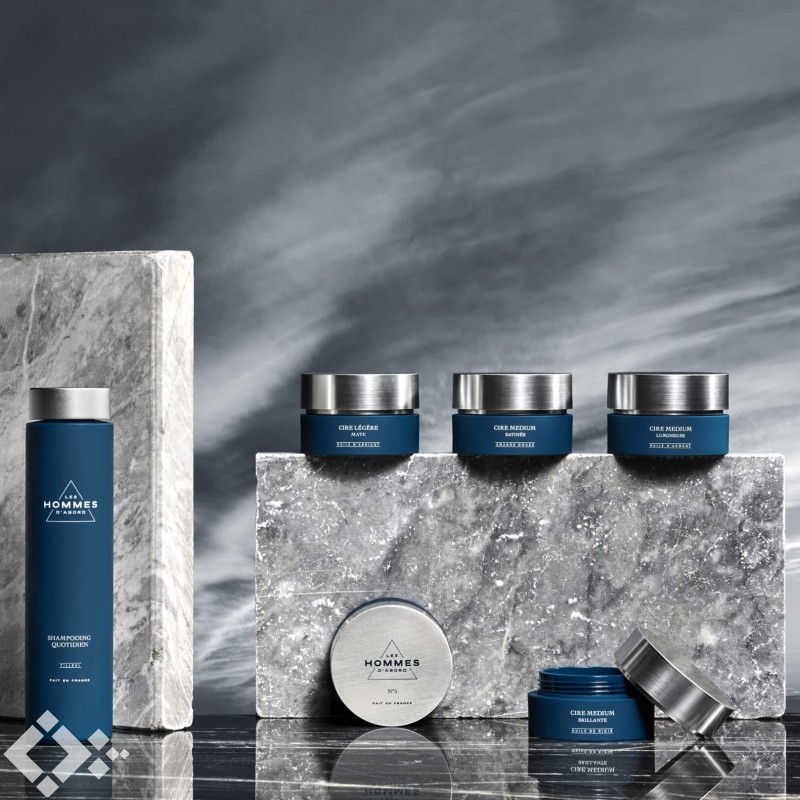 CIRE LÉGÈRE
MATE
HUILE D'ABRICOT
CIRE MEDIUM
SATINÉE
AMANDE DOUCE
CIRE MEDIUM
LUMINEUSE
HUILE D'AVOCAT
LES
HOMMES
D'ABORD
SHAMPOOING
QUOTIDIEN
TILLEUL
FAIT EN FRANCE
LES
HOMMES
D'ABORD
FAIT EN FRANCE
CIRE MEDIUM
BRILLANTE
HUILE DE RICIN